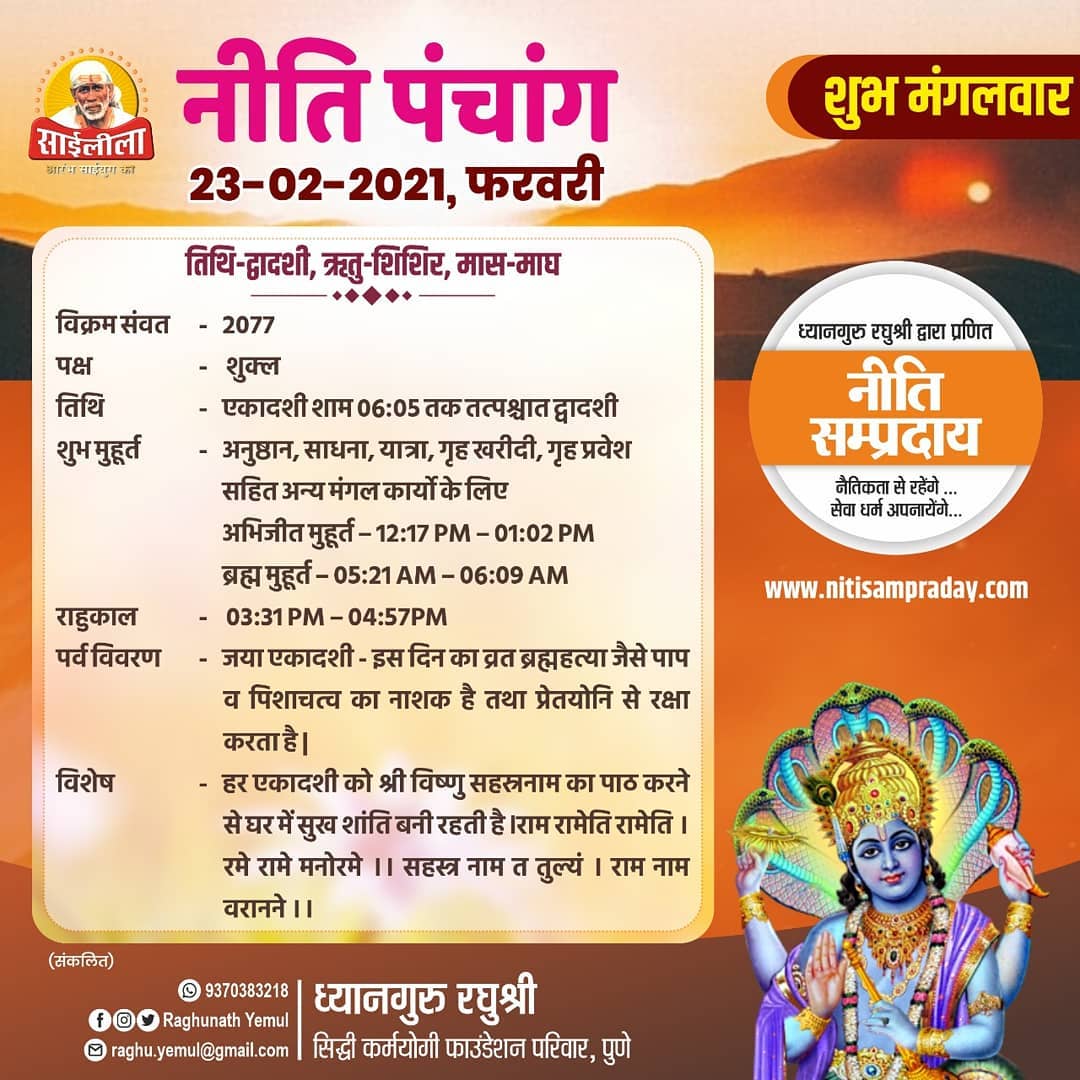 साईलीला
आरंभ साईयुग का
नीति पंचांग
23-02-2021, फरवरी
शुभ मंगलवार
तिथि-द्वादशी, ऋतु-शिशिर, मास-माघ
विक्रम संवत - 2077
पक्ष - शुक्ल
तिथि - एकादशी शाम 06:05 तक तत्पश्चात द्वादशी
शुभ मुहूर्त - अनुष्ठान, साधना, यात्रा, गृह खरीदी, गृह प्रवेश
सहित अन्य मंगल कार्यो के लिए
अभिजीत मुहूर्त – 12:17 PM – 01:02 PM
ब्रह्म मुहूर्त – 05:21 AM – 06:09 AM
राहुकाल - 03:31 PM – 04:57PM
पर्व विवरण - जया एकादशी - इस दिन का व्रत ब्रह्महत्या जैसे पाप
व पिशाचत्व का नाशक है तथा प्रेतयोनि से रक्षा
करता है |
विशेष - हर एकादशी को श्री विष्णु सहस्रनाम का पाठ करने
से घर में सुख शांति बनी रहती है ।राम रामेति रामेति ।
रमे रामे मनोरमे ।। सहस्त्र नाम त तुल्यं । राम नाम
वरानने ।।
ध्यानगुरु रघुश्री द्वारा प्रणित
नीति
सम्प्रदाय
नैतिकता से रहेंगे ...
सेवा धर्म अपनायेंगे...
www.nitisampraday.com
(संकलित)
9370383218
Raghunath Yemul
raghu.yemul@gmail.com
ध्यानगुरु रघुश्री
सिद्धी कर्मयोगी फाउंडेशन परिवार, पुणे